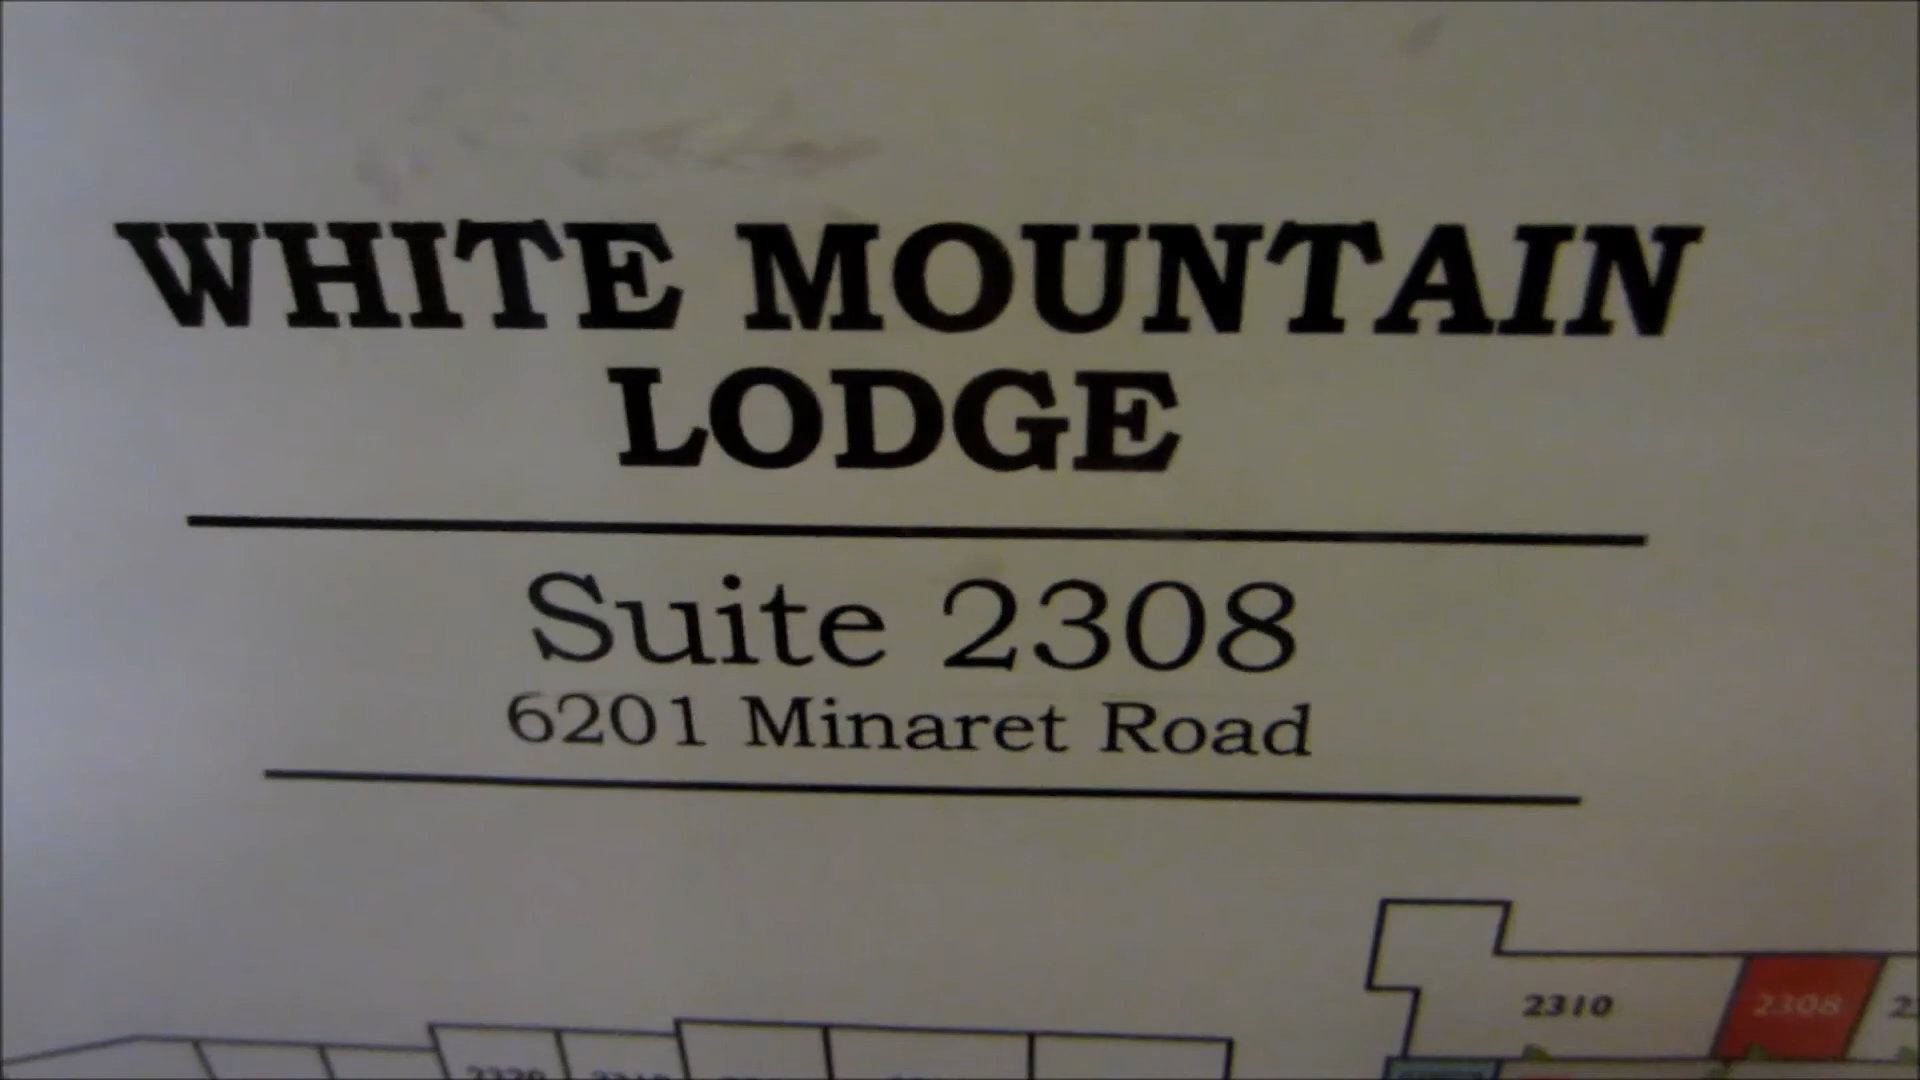 WHITE MOUNTAIN
LODGE
Suite 2308
6201 Minaret Road
2310 2308